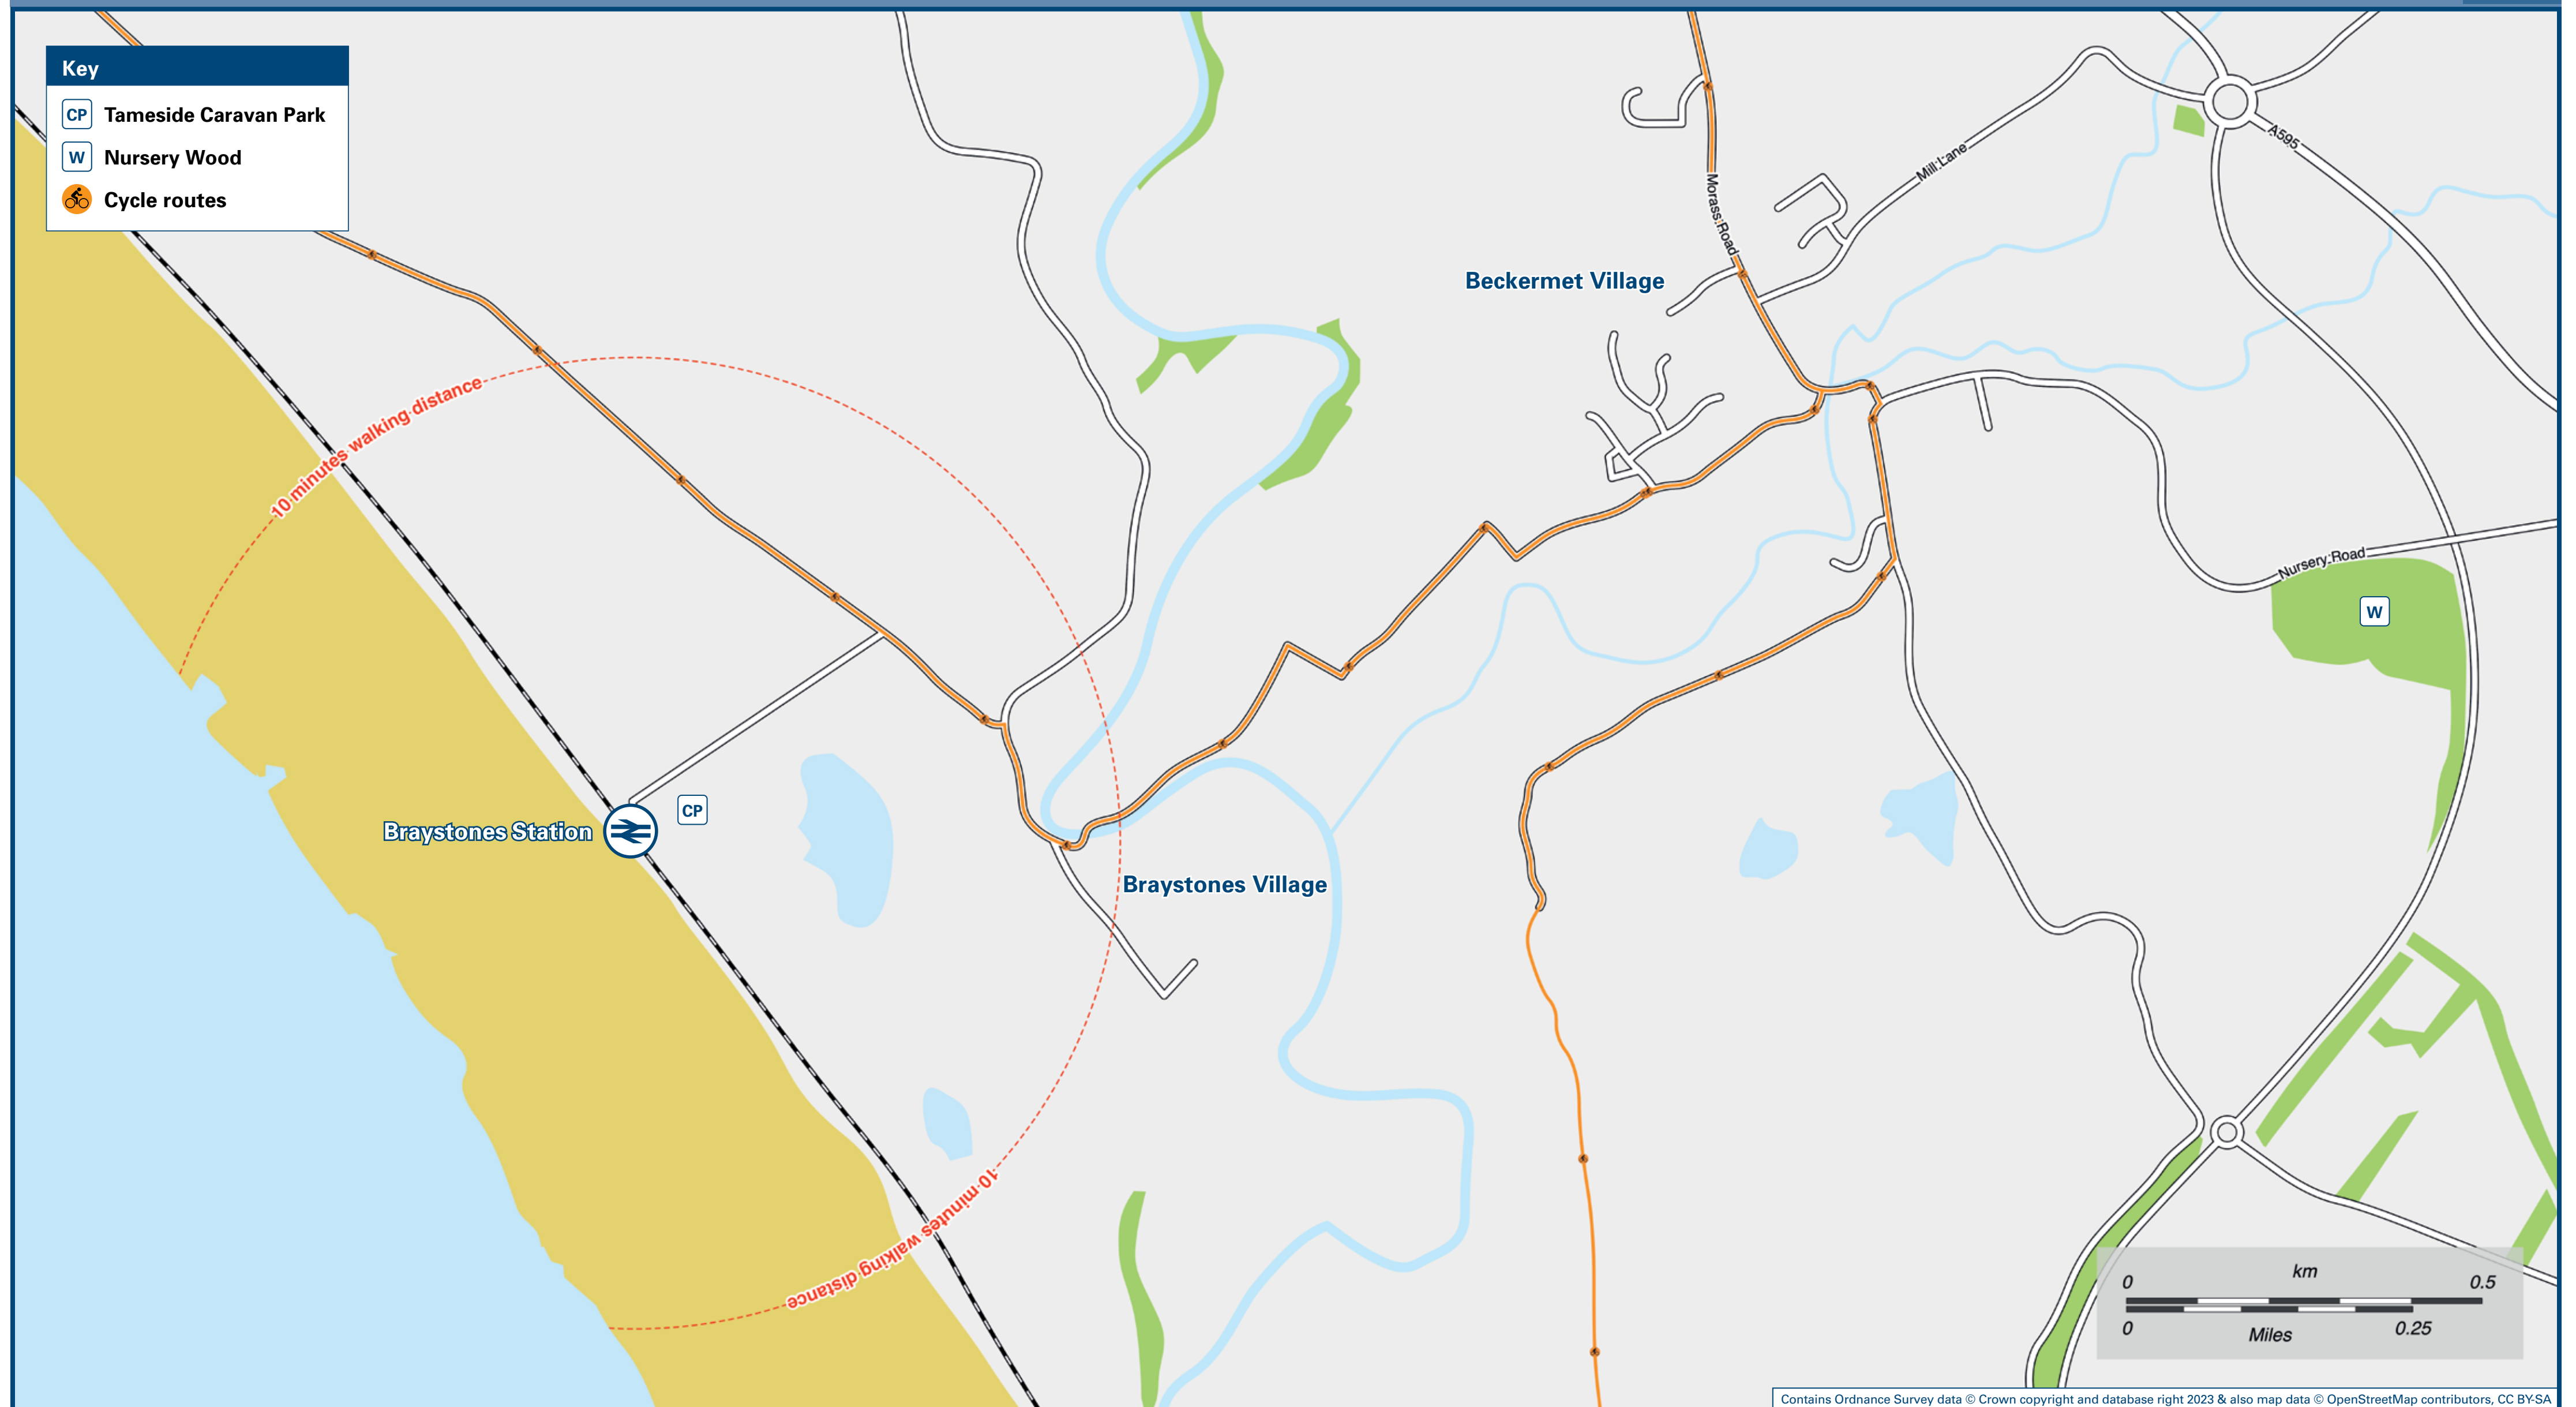 Key
CP Tameside Caravan Park
W Nursery Wood
Cycle routes
A595
Mill Lane
Morass Road
Beckermet Village
10 minutes walking distance
Nursery Road
W
CP
Braystones Station
Braystones Village
10 minutes walking distance
km
0 0.5
0 0.25
Miles
Contains Ordnance Survey data © Crown copyright and database right 2023 & also map data © OpenStreetMap contributors, CC BY-SA